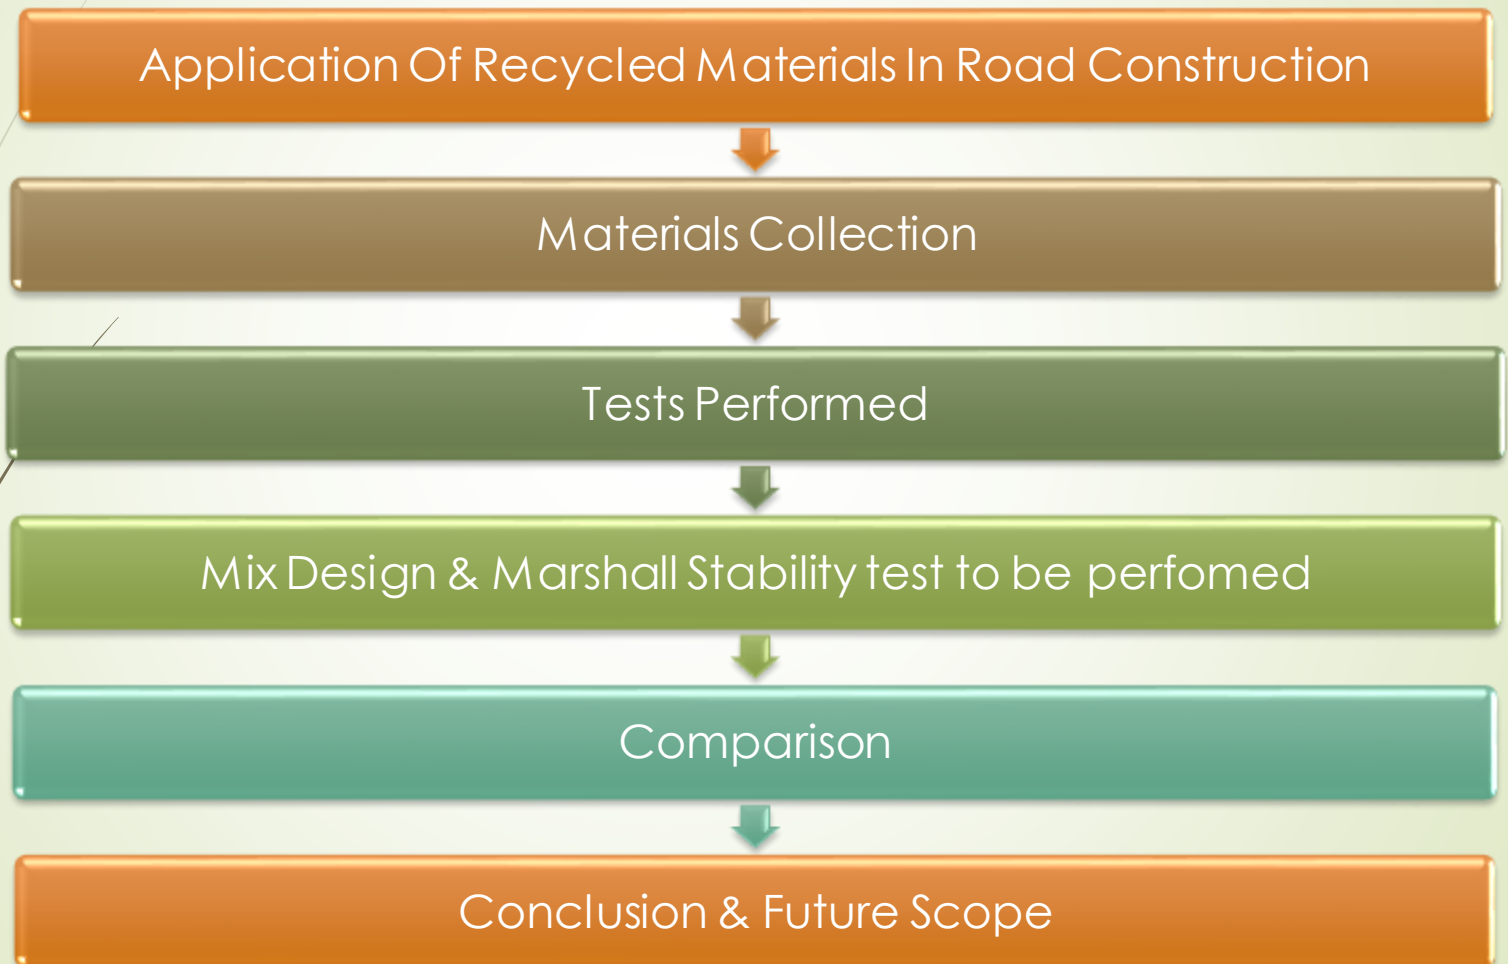 Application Of Recycled Materials In Road Construction
Materials Collection
Tests Performed
Mix Design & Marshall Stability test to be perfomed
Comparison
Conclusion & Future Scope